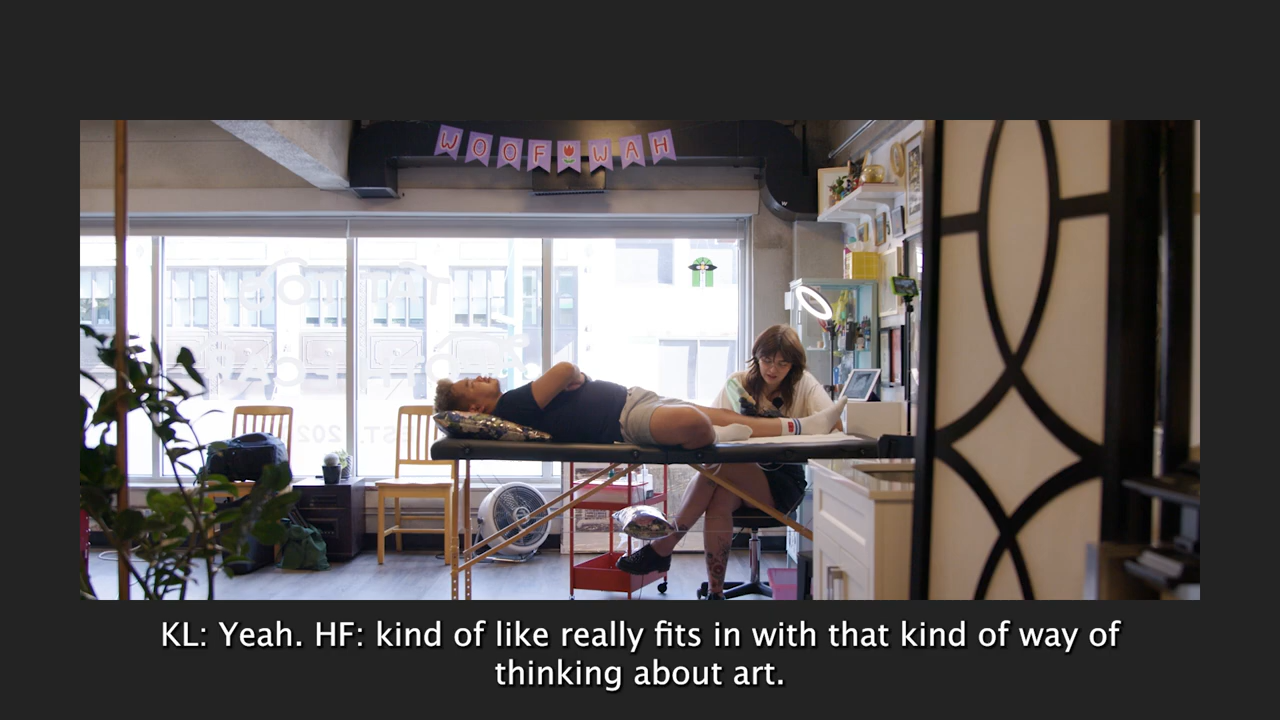 WOOF WAH
KL: Yeah. HF: kind of like really fits in with that kind of way of
thinking about art.